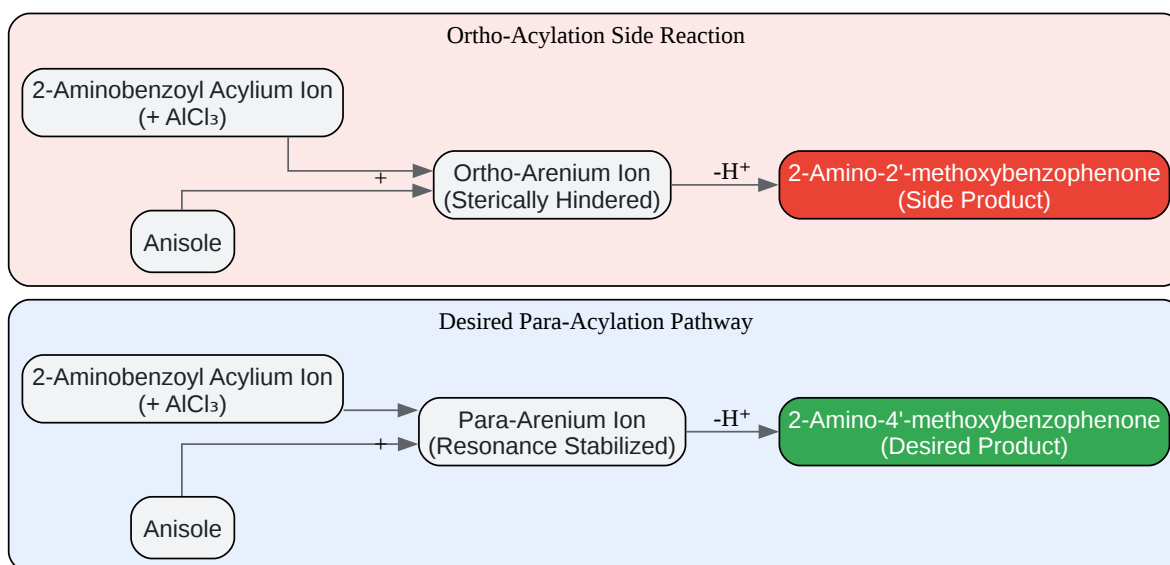 Ortho-Acylation Side Reaction
2-Aminobenzoyl Acylium Ion
(+ AlCl₃)
+
Anisole
Ortho-Arenium Ion
(Sterically Hindered)
-H⁺
2-Amino-2'-methoxybenzophenone
(Side Product)
Desired Para-Acylation Pathway
2-Aminobenzoyl Acylium Ion
(+ AlCl₃)
+
Anisole
Para-Arenium Ion
(Resonance Stabilized)
-H⁺
2-Amino-4'-methoxybenzophenone
(Desired Product)